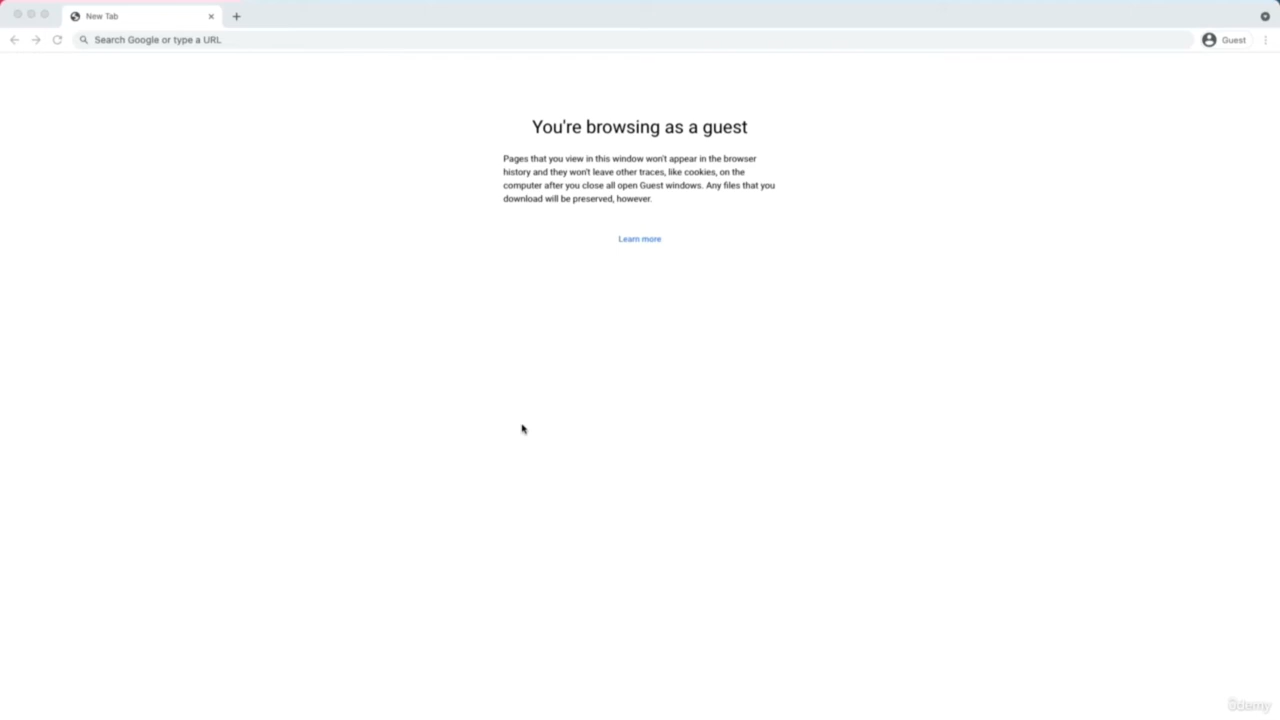 New Tab
Search Google or type a URL
Guest
You're browsing as a guest
Pages that you view in this window won't appear in the browser
history and they won't leave other traces, like cookies, on the
computer after you close all open Guest windows. Any files that you
download will be preserved, however.
Learn more
ûdemy